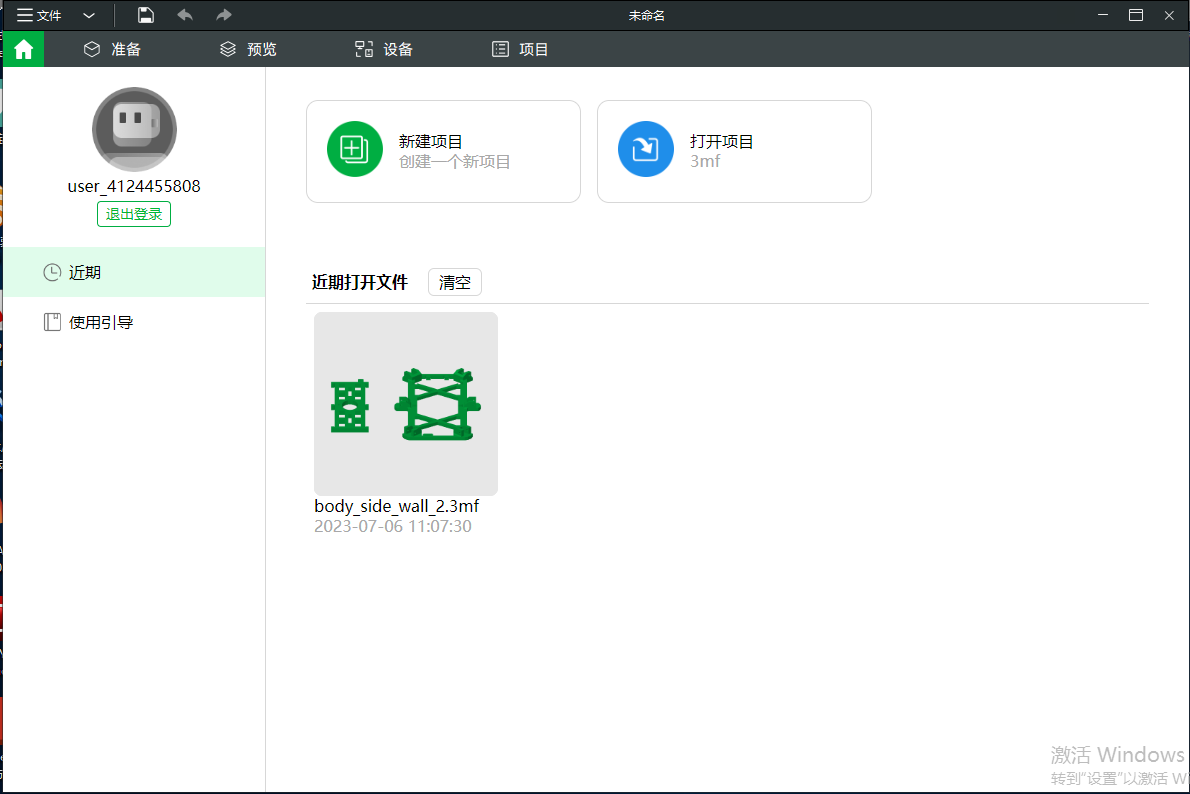 文件
未命名
准备
预览
设备
项目
user_4124455808
退出登录
近期
使用引导
新建项目
创建一个新项目
打开项目
3mf
近期打开文件
清空
body_side_wall_2.3mf
2023-07-06 11:07:30
激活 Windows
转到"设置"以激活 W